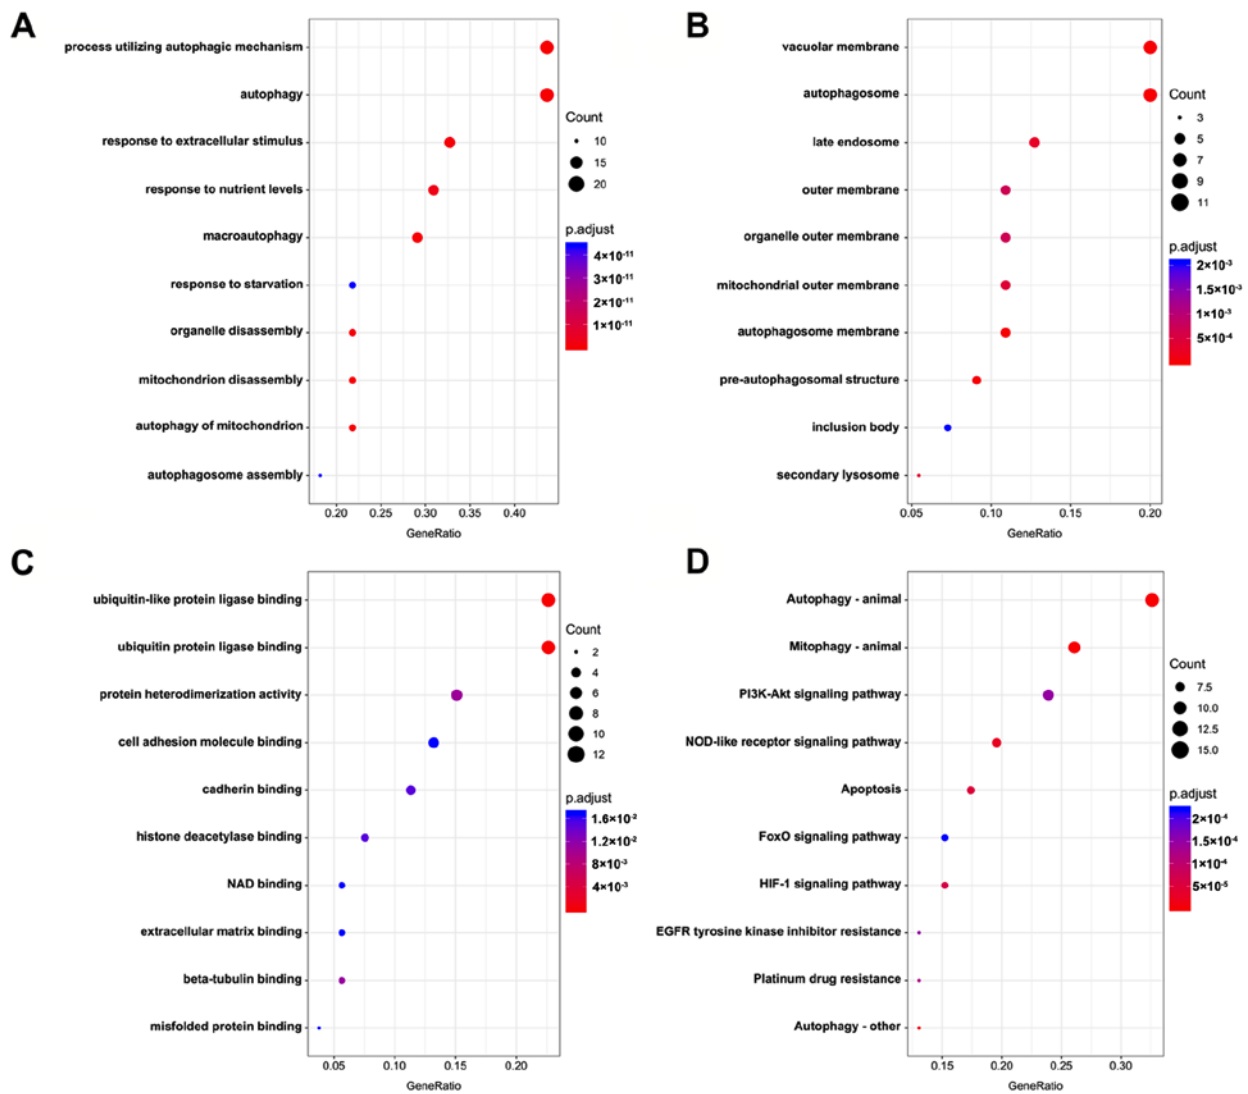 A
process utilizing autophagic mechanism
autophagy
response to extracellular stimulus
response to nutrient levels
macroautophagy
response to starvation
organelle disassembly
mitochondrion disassembly
autophagy of mitochondrion
autophagosome assembly
0.20 0.25 0.30 0.35 0.40
GeneRatio
Count
10
15
20
p.adjust
4×10⁻¹¹
3×10⁻¹¹
2×10⁻¹¹
1×10⁻¹¹
B
vacuolar membrane
autophagosome
late endosome
outer membrane
organelle outer membrane
mitochondrial outer membrane
autophagosome membrane
pre-autophagosomal structure
inclusion body
secondary lysosome
0.05 0.10 0.15 0.20
GeneRatio
Count
3
5
7
9
11
p.adjust
2×10⁻³
1.5×10⁻³
1×10⁻³
5×10⁻⁴
C
ubiquitin-like protein ligase binding
ubiquitin protein ligase binding
protein heterodimerization activity
cell adhesion molecule binding
cadherin binding
histone deacetylase binding
NAD binding
extracellular matrix binding
beta-tubulin binding
misfolded protein binding
0.05 0.10 0.15 0.20
GeneRatio
Count
2
4
6
8
10
12
p.adjust
1.6×10⁻²
1.2×10⁻²
8×10⁻³
4×10⁻³
D
Autophagy - animal
Mitophagy - animal
PI3K-Akt signaling pathway
NOD-like receptor signaling pathway
Apoptosis
FoxO signaling pathway
HIF-1 signaling pathway
EGFR tyrosine kinase inhibitor resistance
Platinum drug resistance
Autophagy - other
0.15 0.20 0.25 0.30
GeneRatio
Count
7.5
10.0
12.5
15.0
p.adjust
2×10⁻⁴
1.5×10⁻⁴
1×10⁻⁴
5×10⁻⁵